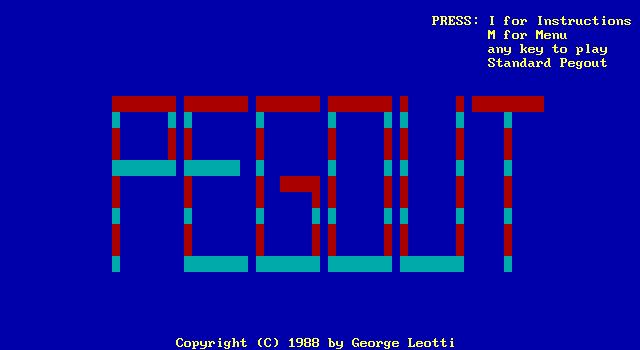 PRESS: I for Instructions
M for Menu
any key to play
Standard Pegout
PEGOUT
Copyright (C) 1988 by George Leotti